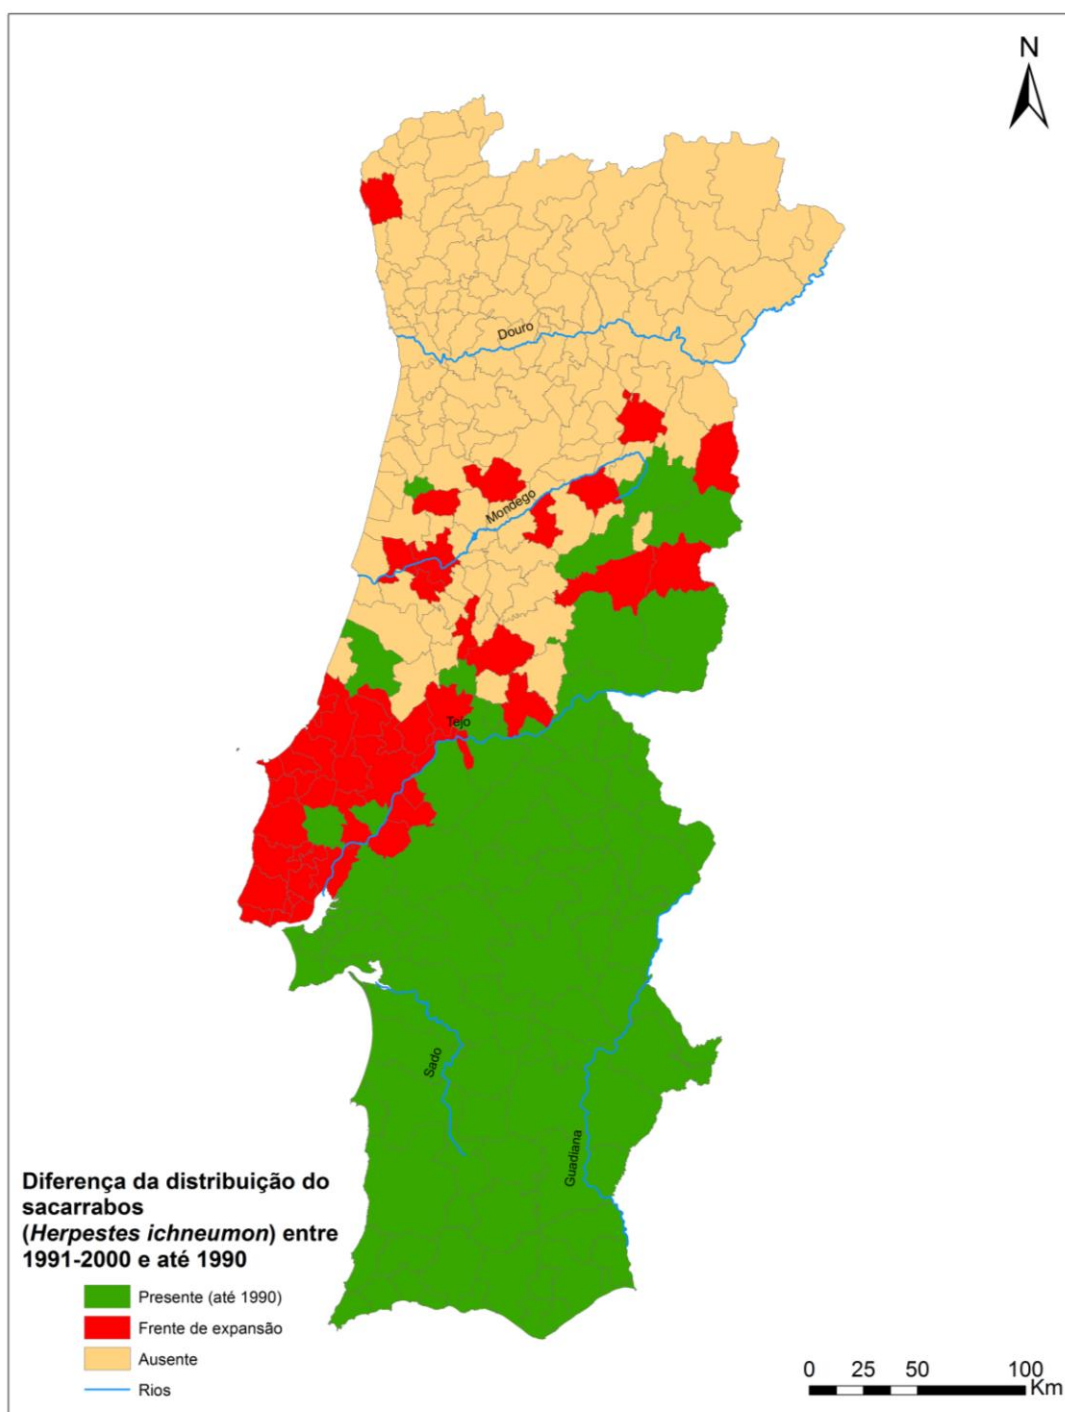 N
Douro
Mondego
Tejo
Sado
Guadiana
Diferença da distribuição do
sacarrabos
(Herpestes ichneumon) entre
1991-2000 e até 1990
Presente (até 1990)
Frente de expansão
Ausente
Rios
0 25 50 100
Km